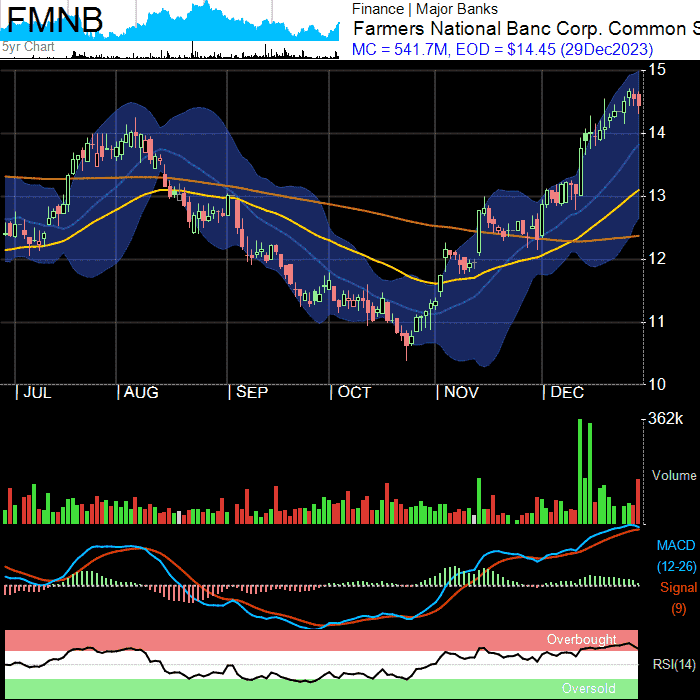 FMNB
5yr Chart
Finance | Major Banks
Farmers National Banc Corp. Common S
MC = 541.7M, EOD = $14.45 (29Dec2023)
15
14
13
12
11
10
| JUL | AUG | SEP | OCT | NOV | DEC
362k
Volume
MACD
(12-26)
Signal
(9)
Overbought
RSI(14)
Oversold